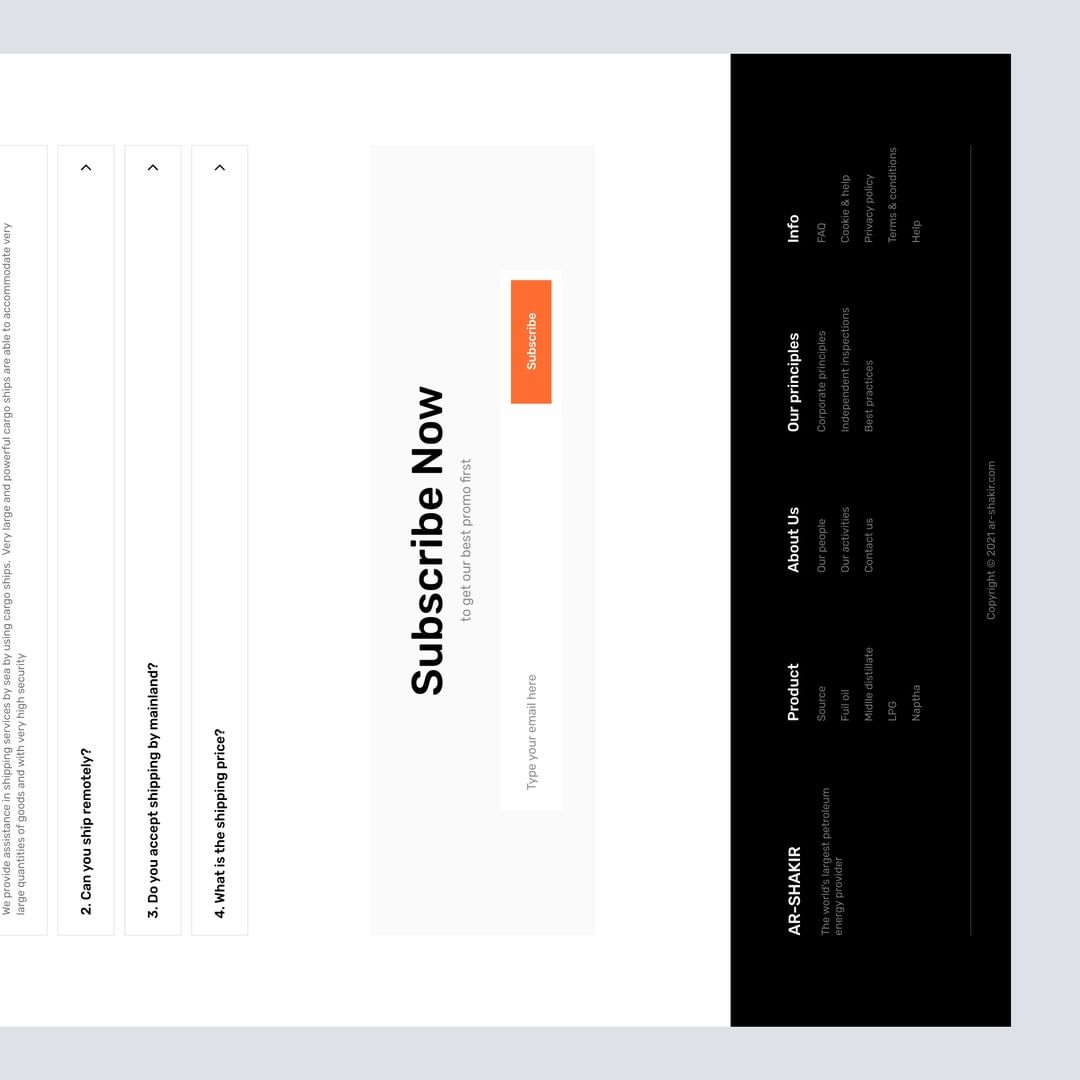 We provide assistance in shipping services by sea by using cargo ships. Very large and powerful cargo ships are able to accommodate very
large quantities of goods and with very high security
2. Can you ship remotely?
3. Do you accept shipping by mainland?
4. What is the shipping price?
Subscribe Now
to get our best promo first
Type your email here
Subscribe
AR-SHAKIR
The world's largest petroleum
energy provider
Product
Source
Fuil oil
Midlle distillate
LPG
Naptha
About Us
Our people
Our activities
Contact us
Our principles
Corporate principles
Independent inspections
Best practices
Info
FAQ
Cookie & help
Privacy policy
Terms & conditions
Help
Copyright © 2021 ar-shakir.com